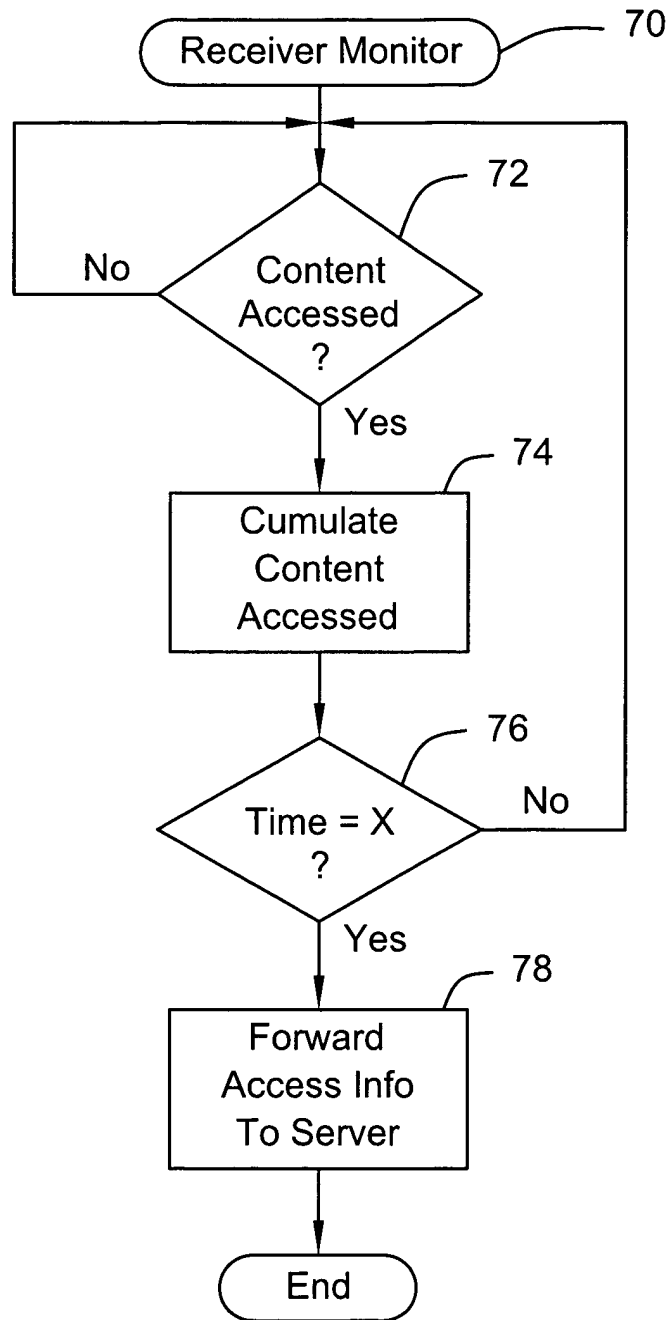 Receiver Monitor
70
72
Content
Accessed
?
No
Yes
74
Cumulate
Content
Accessed
76
Time = X
?
No
Yes
78
Forward
Access Info
To Server
End